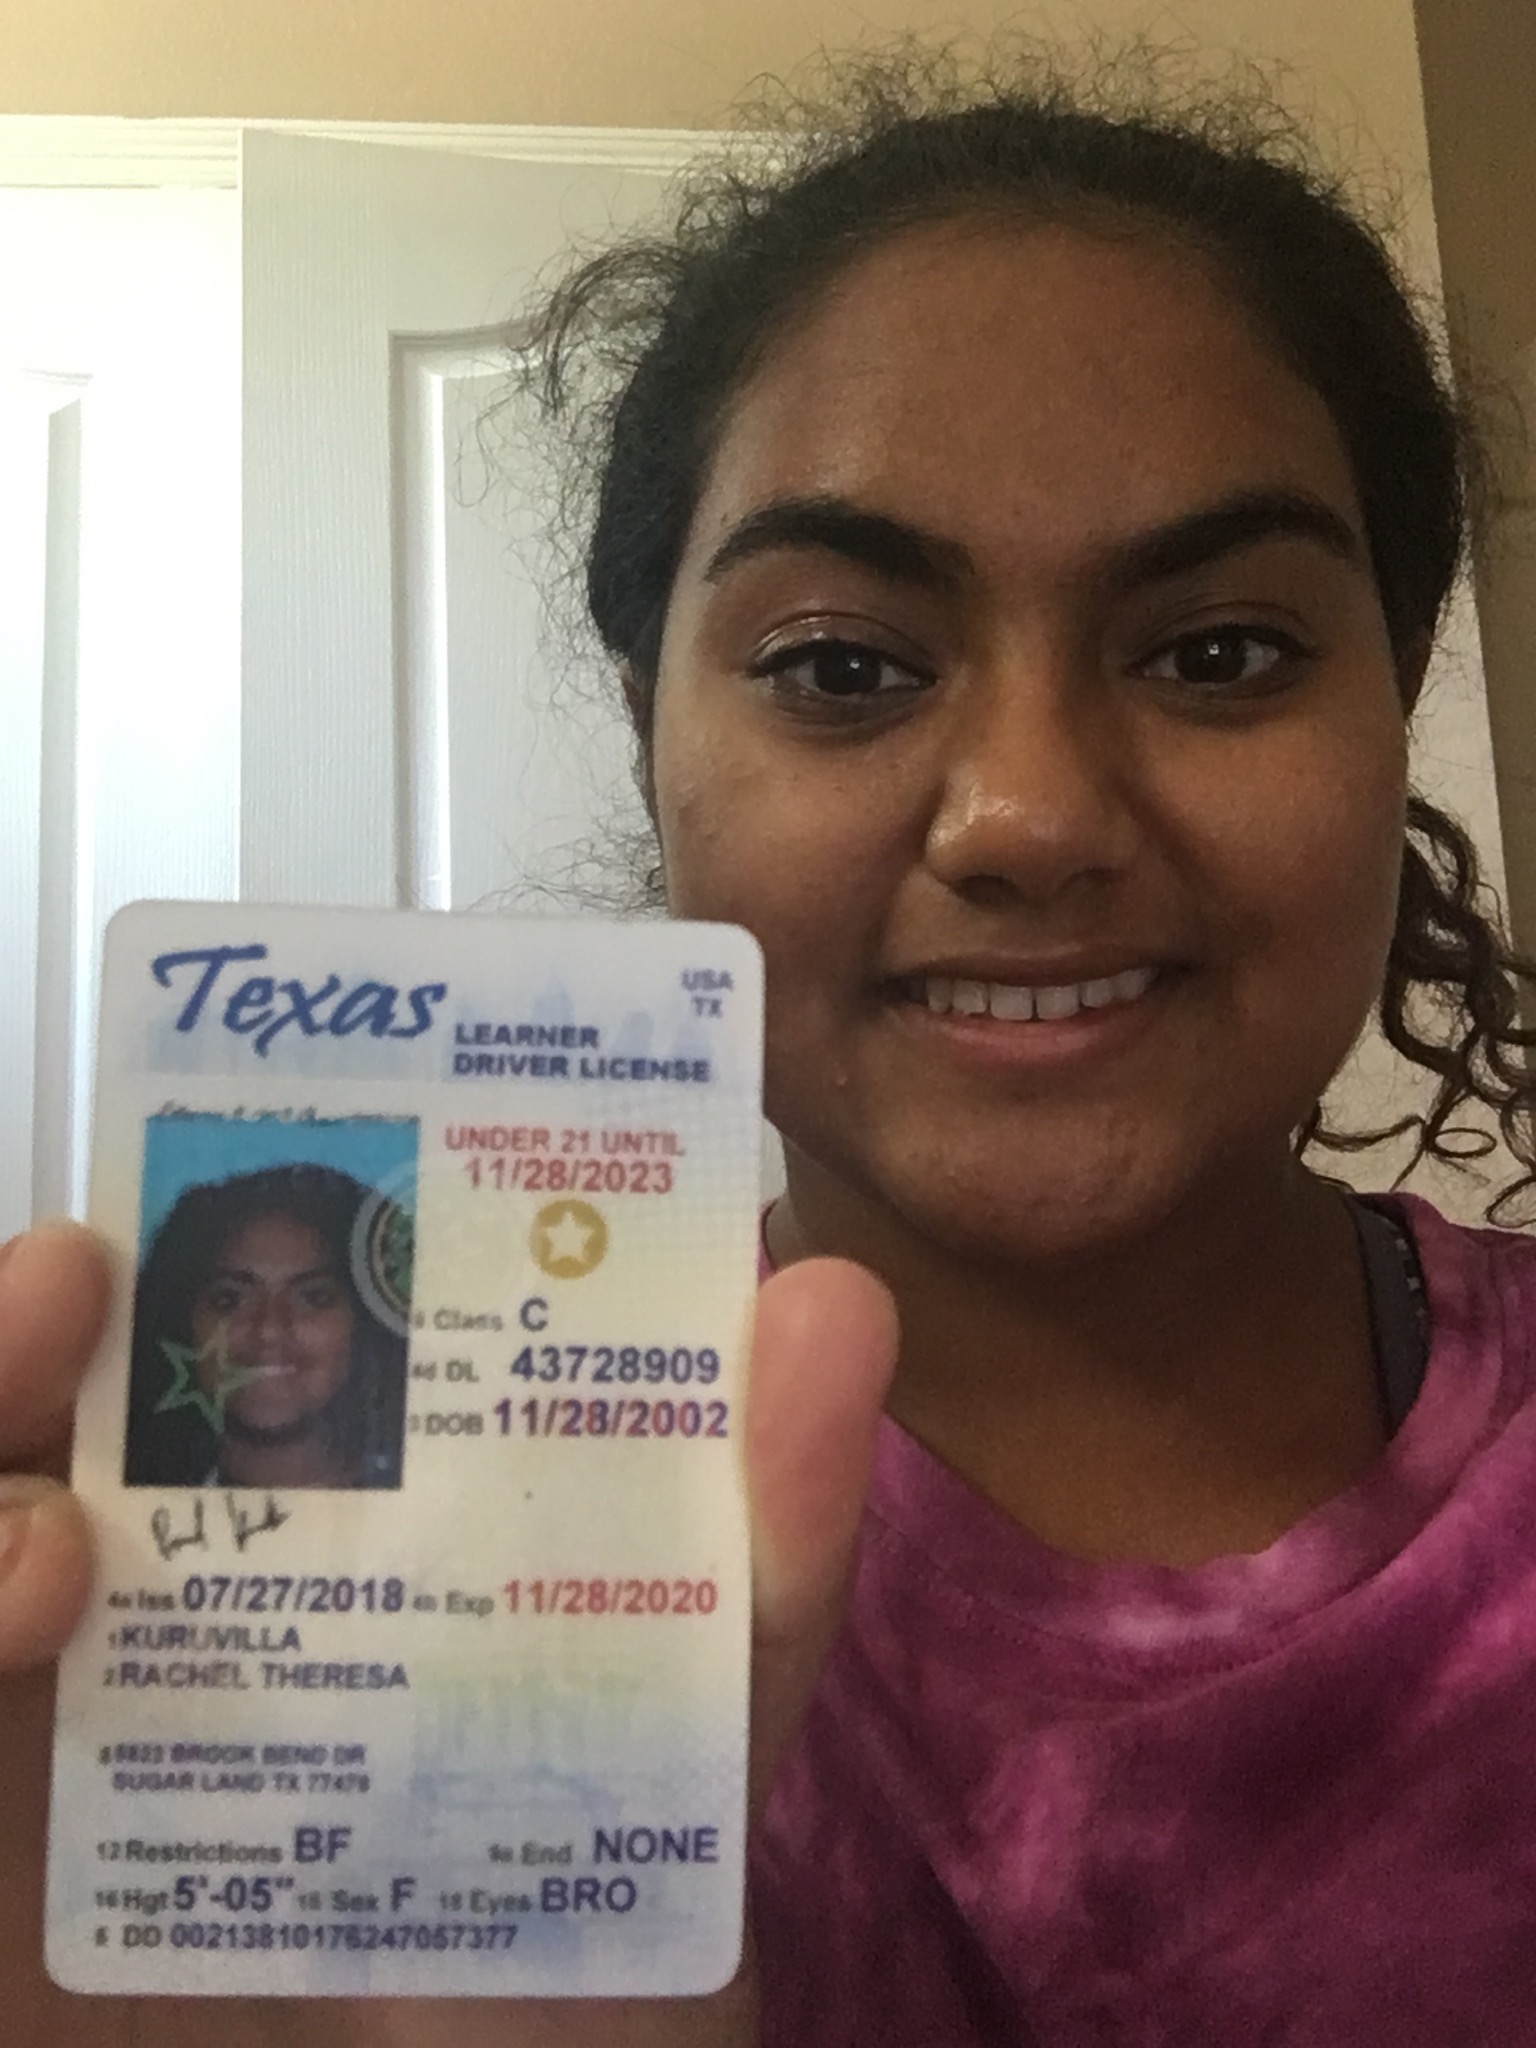 Texas
USA
TX
LEARNER
DRIVER LICENSE
UNDER 21 UNTIL
11/28/2023
9 Class C
4d DL 43728909
3 DOB 11/28/2002
4a Iss 07/27/2018 4b Exp 11/28/2020
1 KURUVILLA
2 RACHEL THERESA
BROOK BEND DR
SUGAR LAND TX
12 Restrictions BF 9a End NONE
16 Hgt 5'-05" 15 Sex F 18 Eyes BRO
5 DD 00213810176247057377